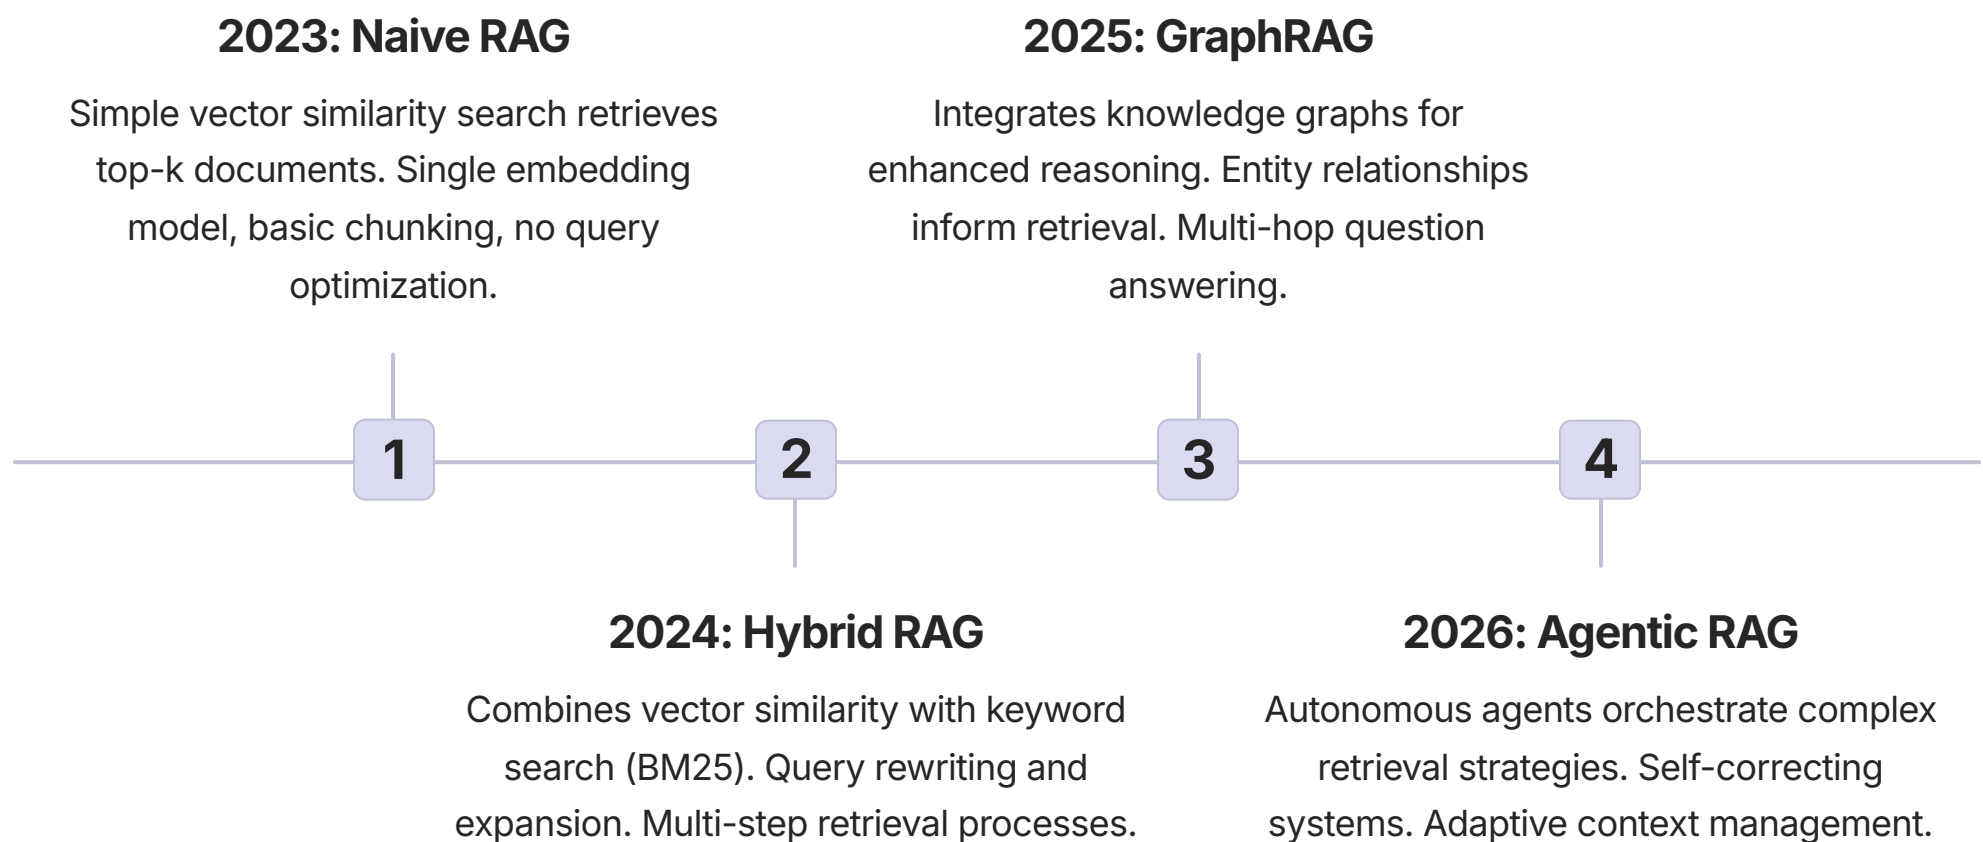 2023: Naive RAG
Simple vector similarity search retrieves
top-k documents. Single embedding
model, basic chunking, no query
optimization.
2025: GraphRAG
Integrates knowledge graphs for
enhanced reasoning. Entity relationships
inform retrieval. Multi-hop question
answering.
1
2
3
4
2024: Hybrid RAG
Combines vector similarity with keyword
search (BM25). Query rewriting and
expansion. Multi-step retrieval processes.
2026: Agentic RAG
Autonomous agents orchestrate complex
retrieval strategies. Self-correcting
systems. Adaptive context management.